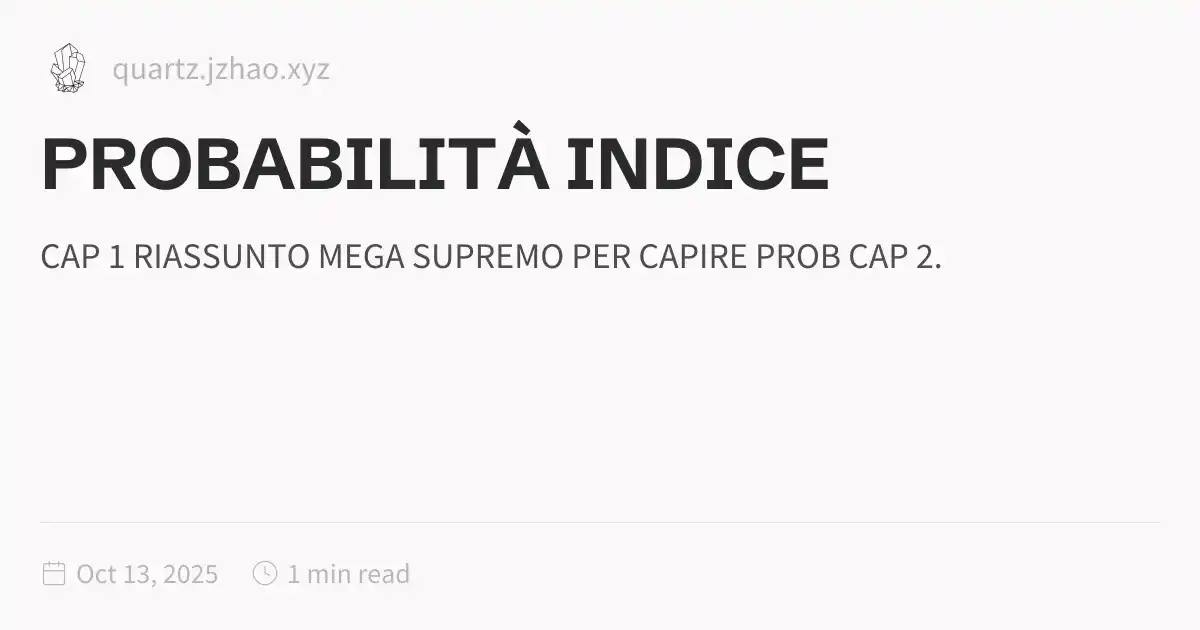 quartz.jzhao.xyz
PROBABILITÀ INDICE
CAP 1 RIASSUNTO MEGA SUPREMO PER CAPIRE PROB CAP 2.
Oct 13, 2025 1 min read